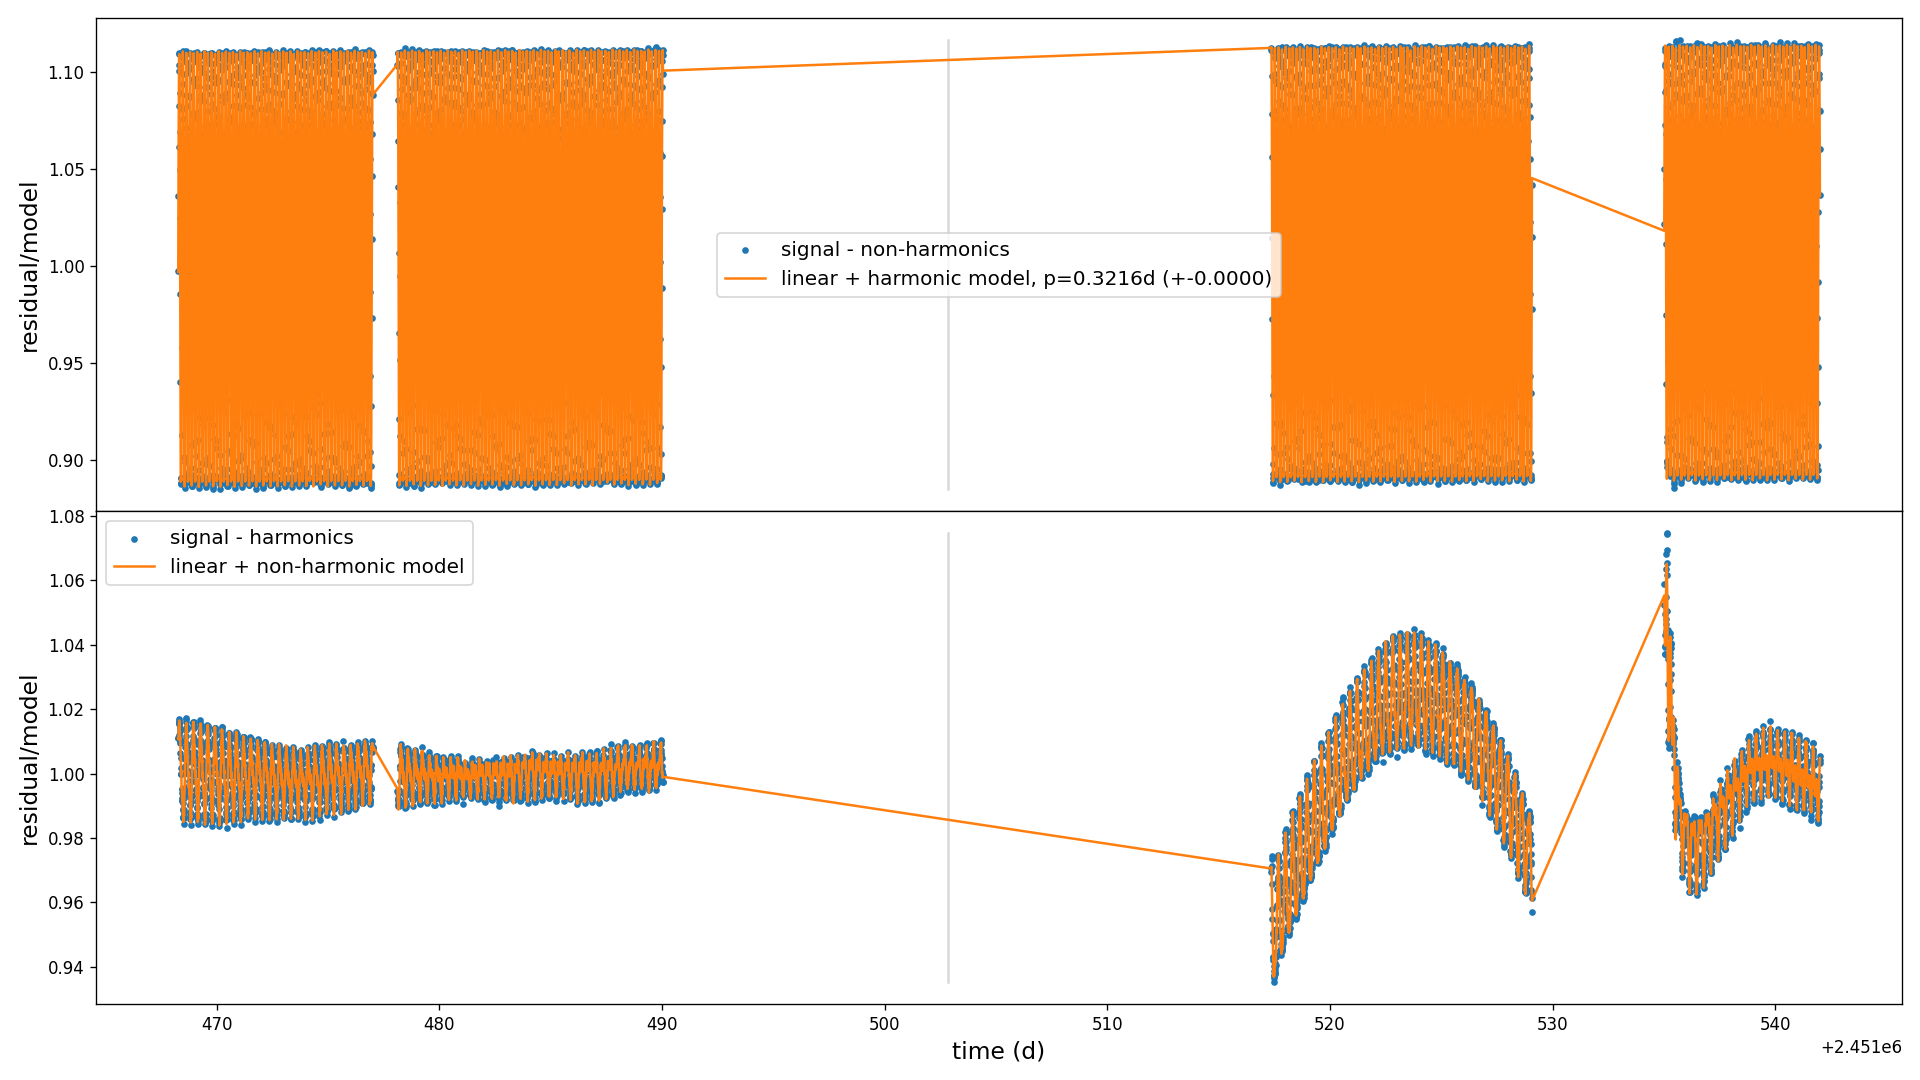 1.10
1.05
1.00
0.95
0.90
residual/model
signal - non-harmonics
linear + harmonic model, p=0.3216d (+-0.0000)
1.08
1.06
1.04
1.02
1.00
0.98
0.96
0.94
residual/model
signal - harmonics
linear + non-harmonic model
470 480 490 500 510 520 530 540
time (d)
+2.451e6